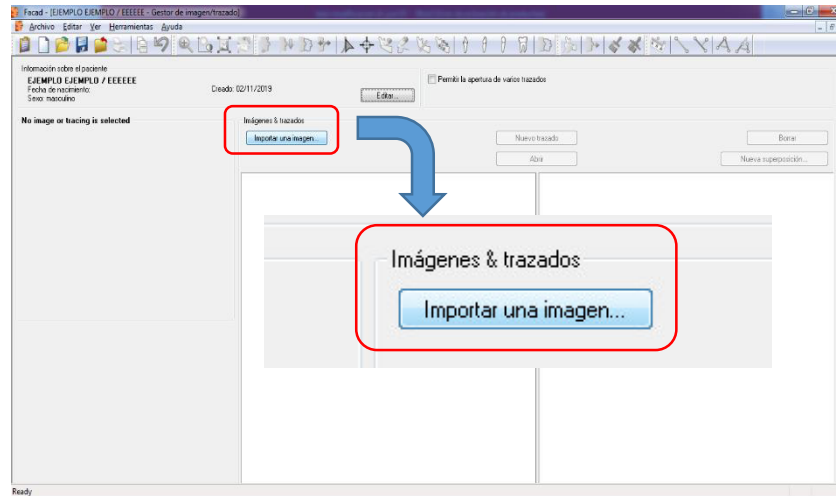 Facad - [EJEMPLO EJEMPLO / EEEEEE - Gestor de imagen/trazado]
Archivo Editar Ver Herramientas Ayuda
Información sobre el paciente
EJEMPLO EJEMPLO / EEEEEE
Fecha de nacimiento:
Creado: 02/11/2019
Sexo: masculino
Editar...
Permitir la apertura de varios trazados
No image or tracing is selected
Imágenes & trazados
Importar una imagen...
Nuevo trazado
Borrar
Abrir
Nueva superposición...
Imágenes & trazados
Importar una imagen...
Ready